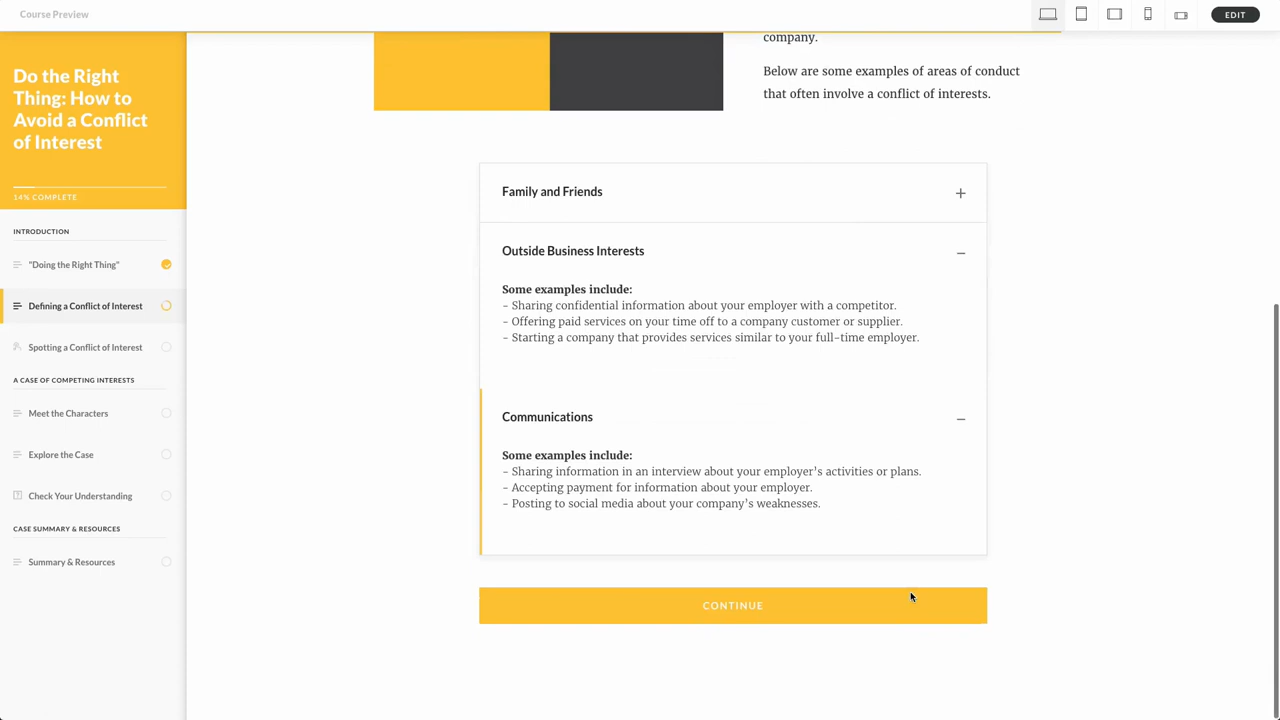 Course Preview
EDIT
Do the Right
Thing: How to
Avoid a Conflict
of Interest
14% COMPLETE
INTRODUCTION
"Doing the Right Thing"
Defining a Conflict of Interest
Spotting a Conflict of Interest
A CASE OF COMPETING INTERESTS
Meet the Characters
Explore the Case
Check Your Understanding
CASE SUMMARY & RESOURCES
Summary & Resources
company.
Below are some examples of areas of conduct
that often involve a conflict of interests.
Family and Friends
Outside Business Interests
Some examples include:
- Sharing confidential information about your employer with a competitor.
- Offering paid services on your time off to a company customer or supplier.
- Starting a company that provides services similar to your full-time employer.
Communications
Some examples include:
- Sharing information in an interview about your employer’s activities or plans.
- Accepting payment for information about your employer.
- Posting to social media about your company’s weaknesses.
CONTINUE